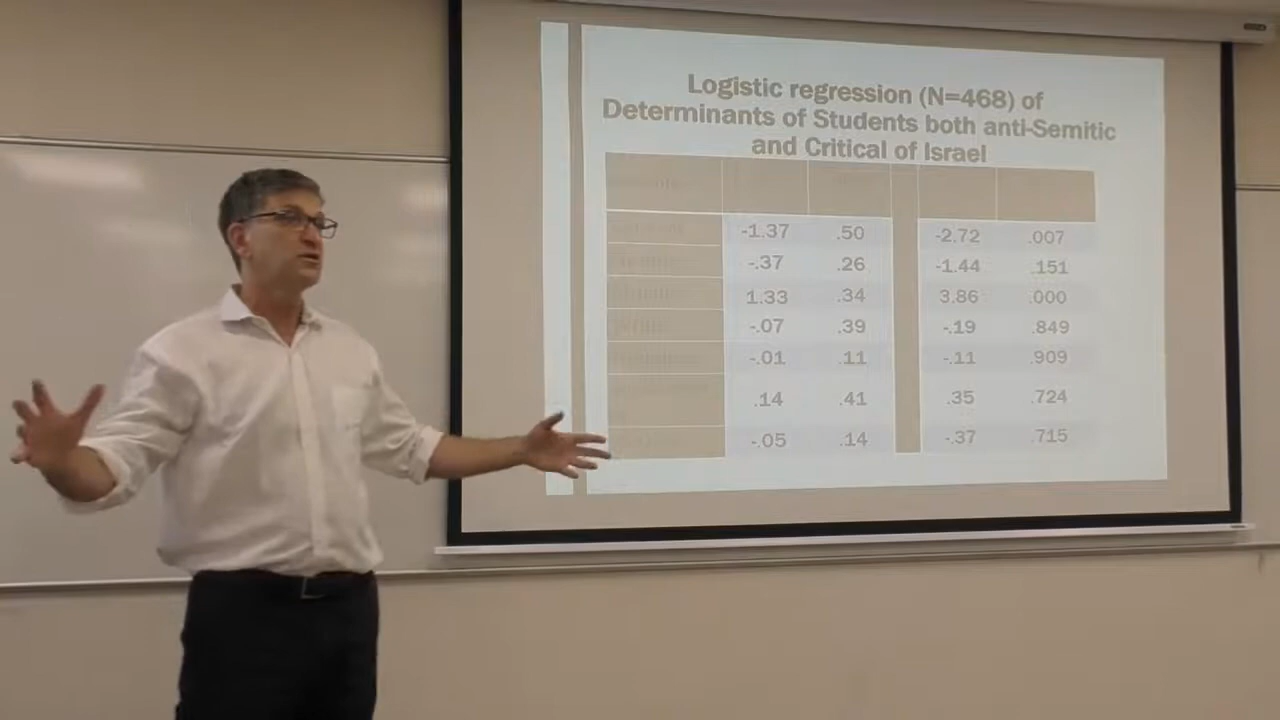 Logistic regression (N=468) of
Determinants of Students both anti-Semitic
and Critical of Israel
-1.37 .50 -2.72 .007
-.37 .26 -1.44 .151
1.33 .34 3.86 .000
-.07 .39 -.19 .849
-.01 .11 -.11 .909
.14 .41 .35 .724
-.05 .14 -.37 .715